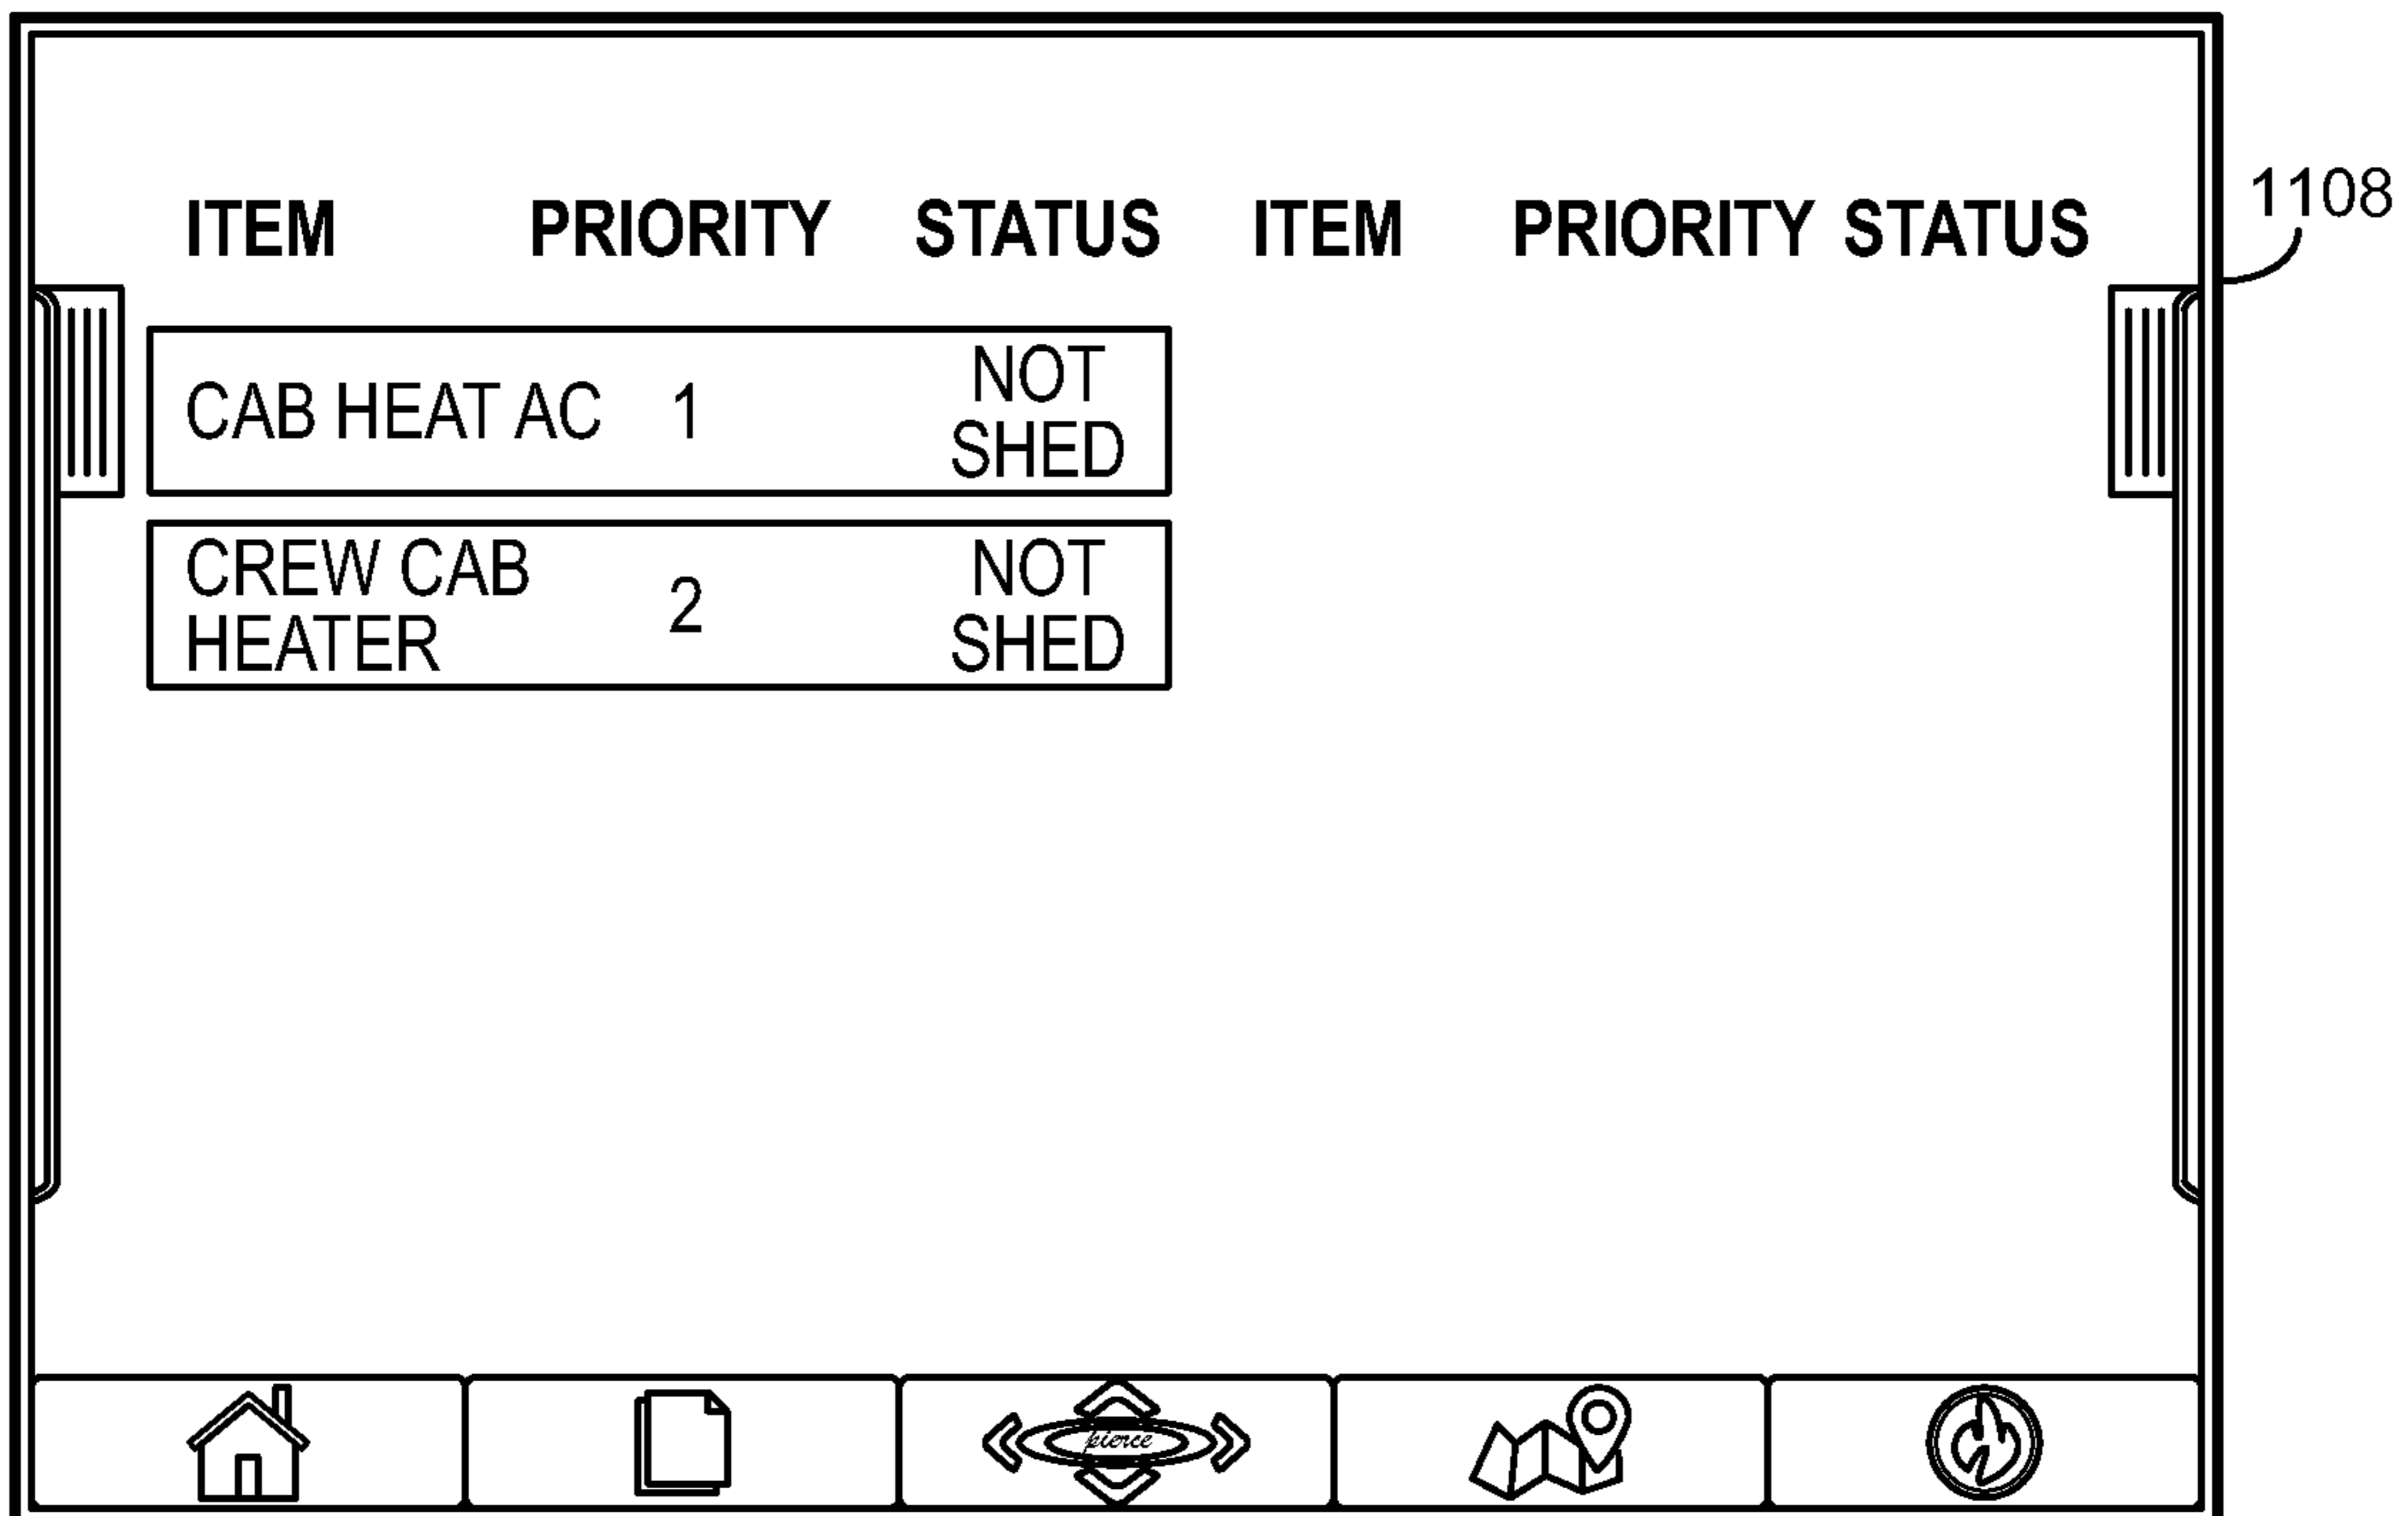 ITEM PRIORITY STATUS ITEM PRIORITY STATUS
1108
CAB HEAT AC 1 NOT SHED
CREW CAB HEATER 2 NOT SHED
pierce